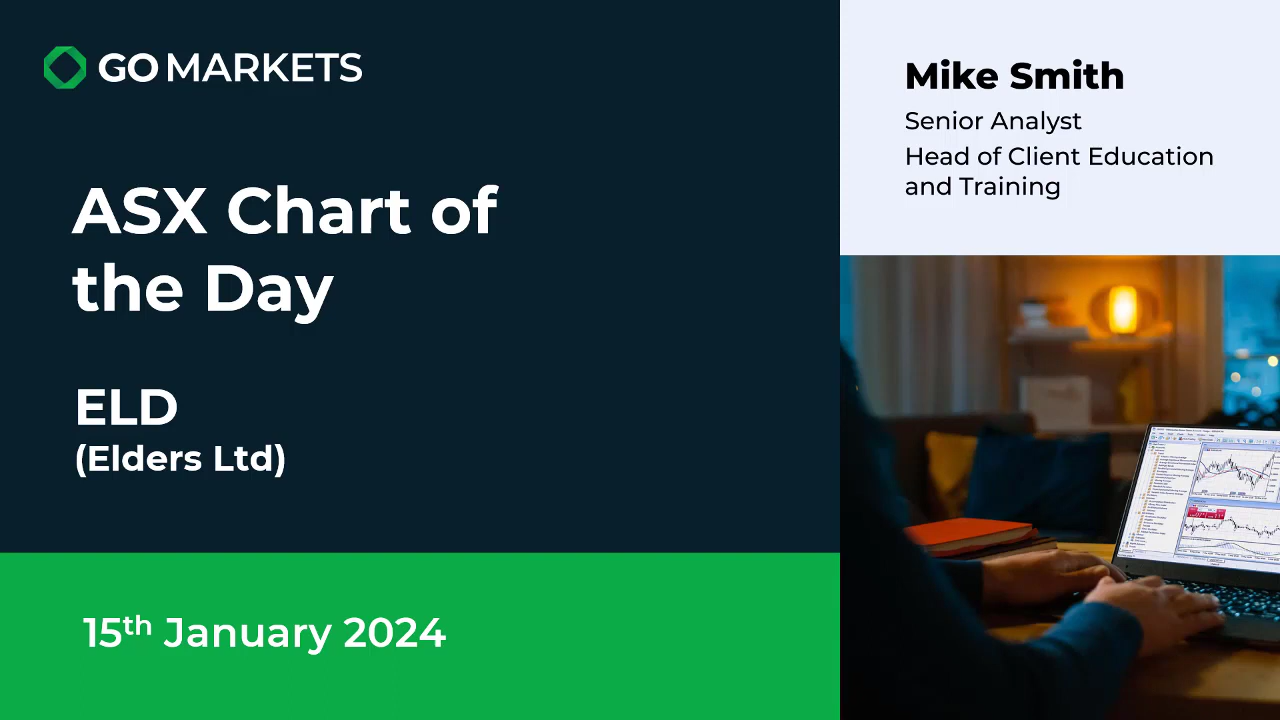 GO MARKETS
ASX Chart of
the Day
ELD
(Elders Ltd)
15th January 2024
Mike Smith
Senior Analyst
Head of Client Education
and Training